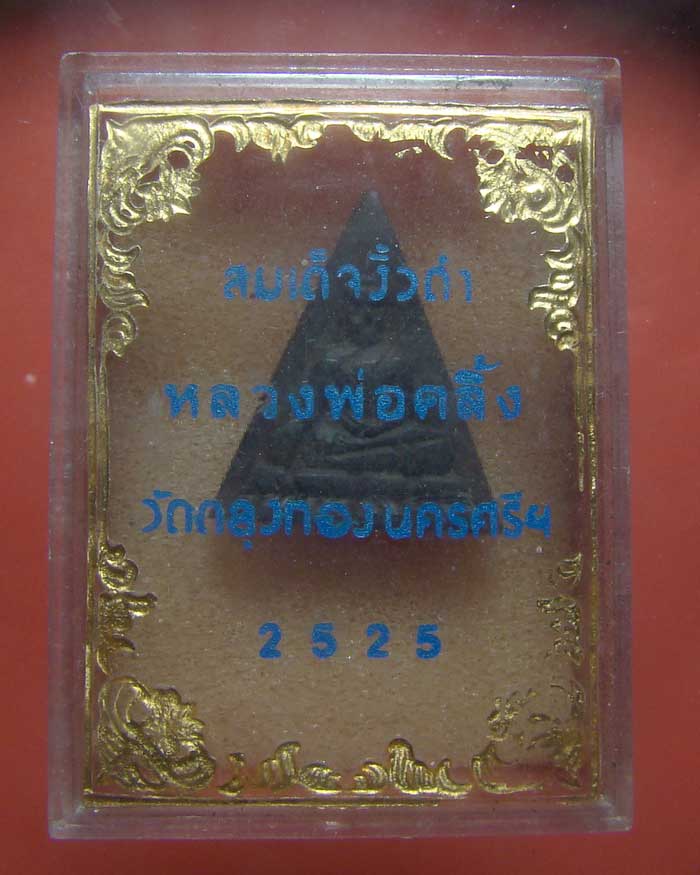 สมเด็จงิ้วดำ
หลวงพ่อคลิ้ง
วัดถลุงทองนครศรีฯ
2525